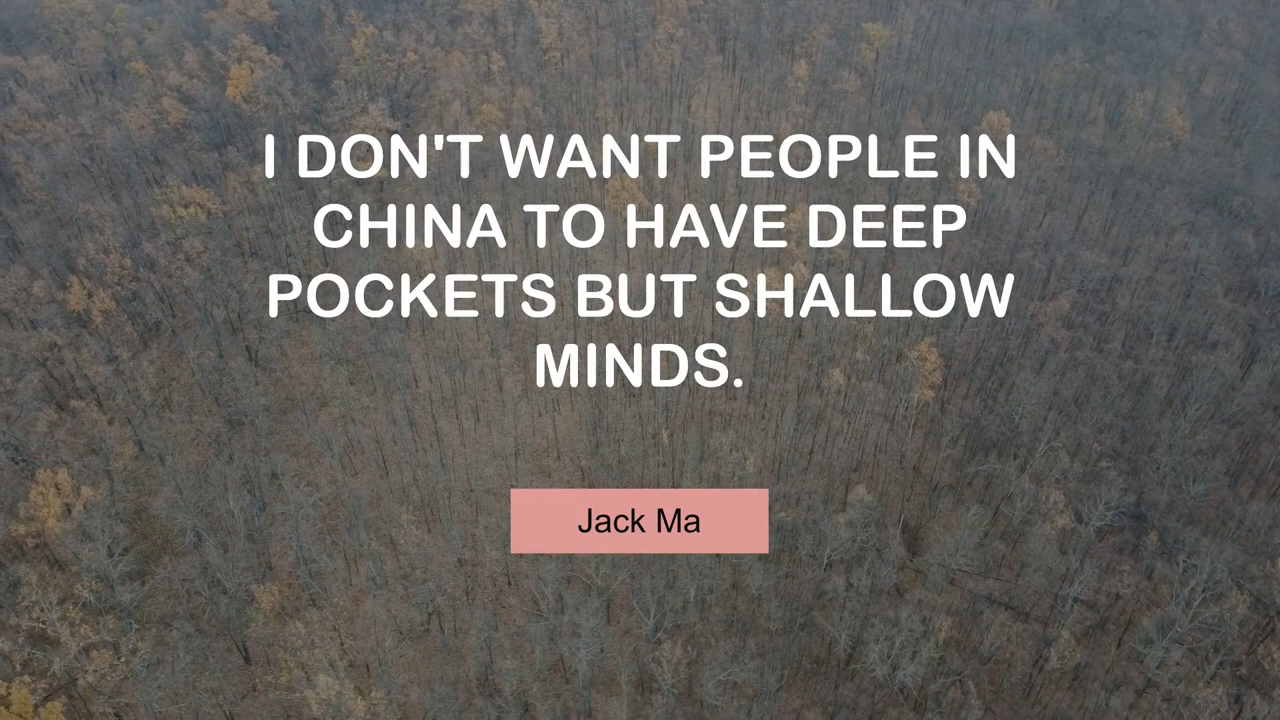 I DON'T WANT PEOPLE IN
CHINA TO HAVE DEEP
POCKETS BUT SHALLOW
MINDS.
Jack Ma